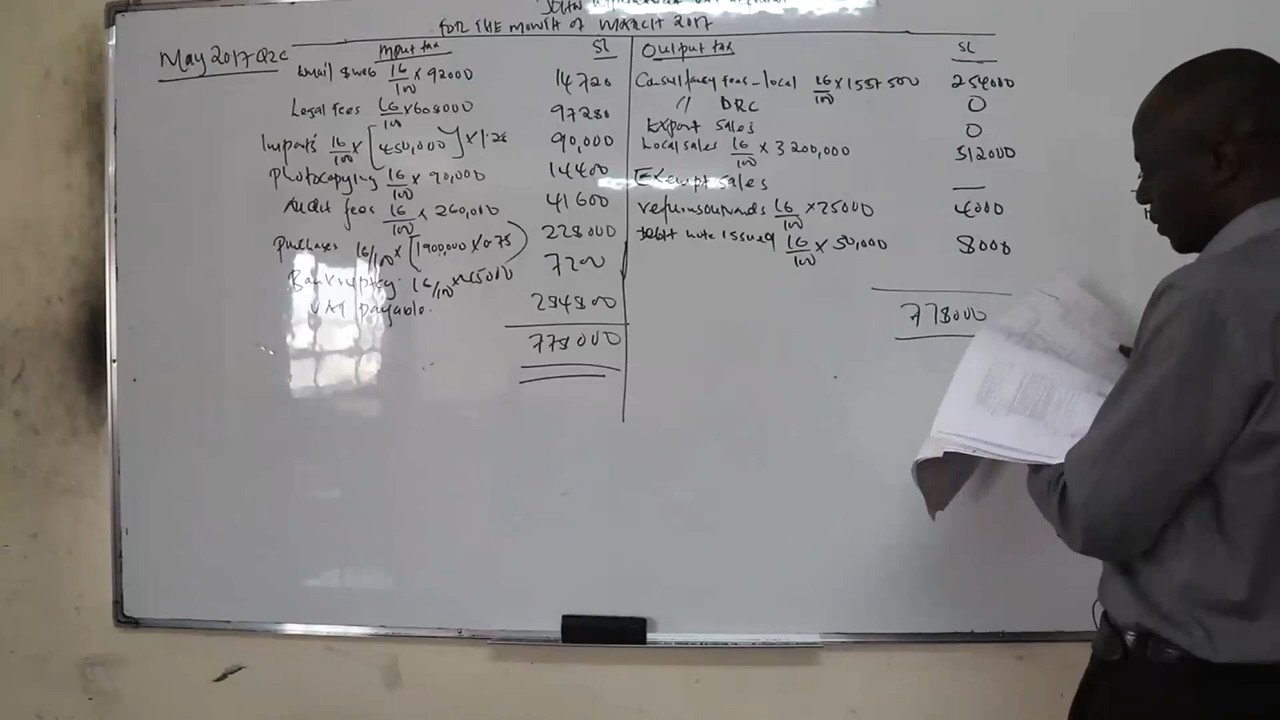 JOHN
FOR THE MONTH OF MARCH 2017
May 2017 Q2C
Input tax Sh Output tax Sh
Email & web 16/100 x 92000 14720
Legal fees 16/100 x 608000 97280
Imports 16/100 x [450,000] x 1.25 90,000
Photocopying 16/100 x 90,000 14400
Audit fees 16/100 x 260,000 41600
Purchases 16/100 x [1900,000 x 0.75] 228000
Bankruptcy: 16/100 x 45000 7200
VAT payable.
778000
Consultancy fees - local 16/100 x 1587500 254000
" DRC 0
Export sales 0
Local sales 16/100 x 3200,000 512000
Exempt sales —
16/100 x 25000 4000
Debit note issued 16/100 x 50,000 8000
778000